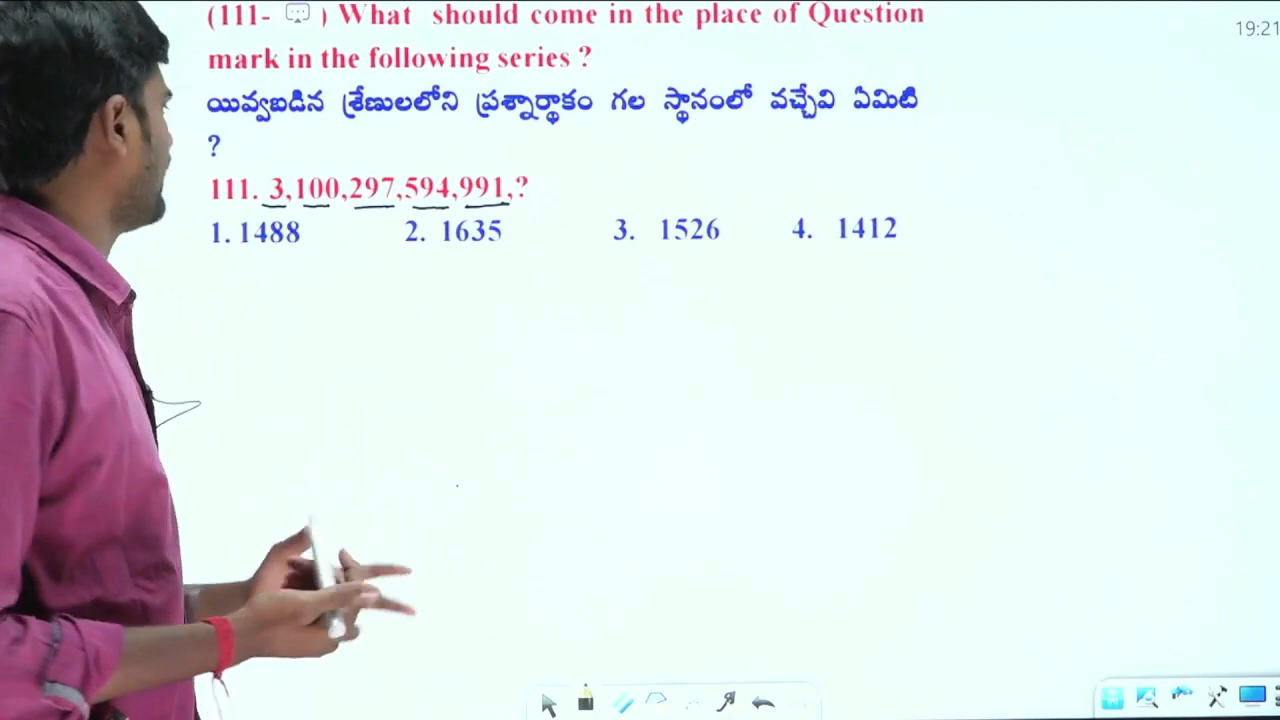 (111- ) What should come in the place of Question
mark in the following series ?
యివ్వబడిన శ్రేణులలోని ప్రశ్నార్థాకం గల స్థానంలో వచ్చేవి ఏమిటి
?
111. 3,100,297,594,991,?
1. 1488 2. 1635 3. 1526 4. 1412
19:21